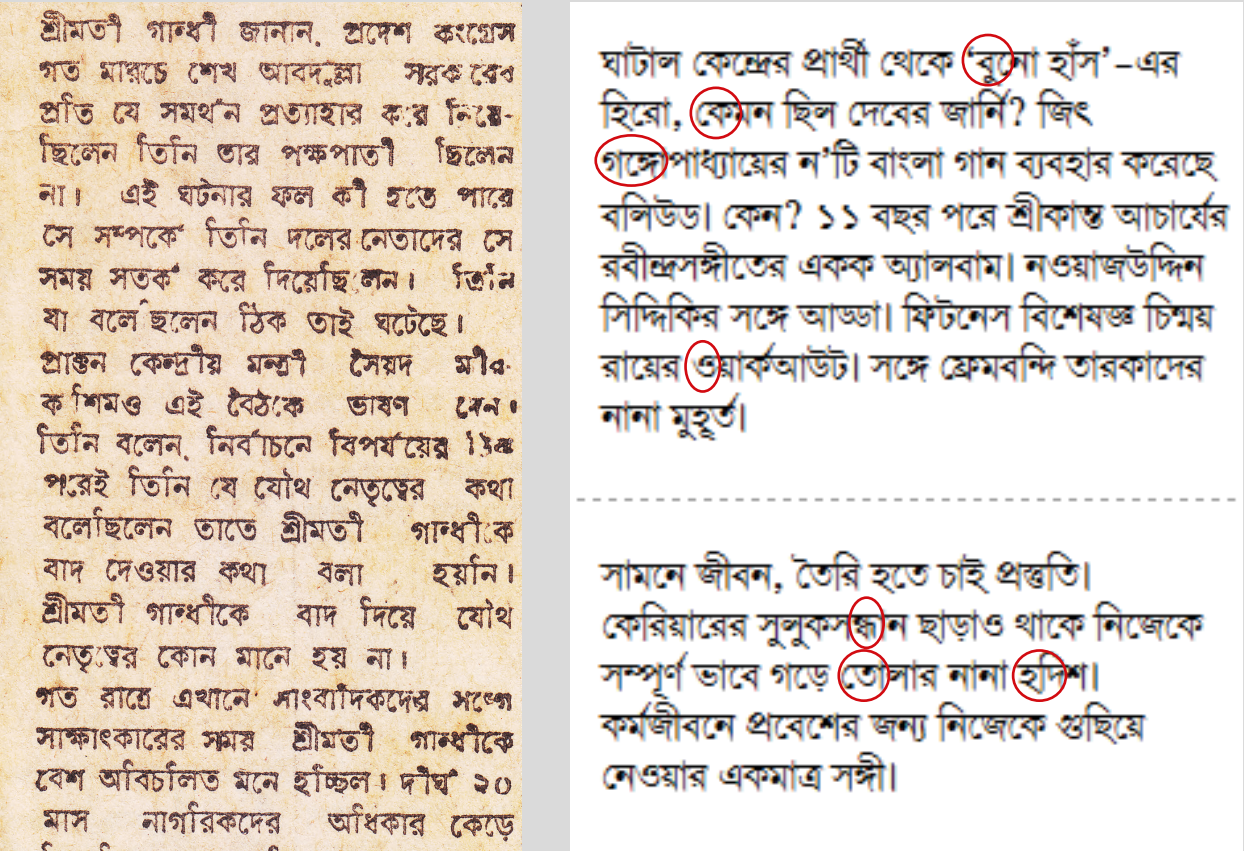 শ্রীমতী গান্ধী জানান, প্রদেশ কংগ্রেস
গত মারচে শেখ আবদুল্লা সরকারের
প্রতি যে সমর্থন প্রত্যাহার করে নিয়ে-
ছিলেন তিনি তার পক্ষপাতী ছিলেন
না। এই ঘটনার ফল কী হতে পারে
সে সম্পর্কে তিনি দলের নেতাদের সে
সময় সতর্ক করে দিয়েছিলেন। তিনি
যা বলেছিলেন ঠিক তাই ঘটেছে।
প্রাক্তন কেন্দ্রীয় মন্ত্রী সৈয়দ মীর-
কাশিমও এই বৈঠকে ভাষণ দেন।
তিনি বলেন, নির্বাচনে বিপর্যয়ের
পরেই তিনি যে যৌথ নেতৃত্বের কথা
বলেছিলেন তাতে শ্রীমতী গান্ধীকে
বাদ দেওয়ার কথা বলা হয়নি।
শ্রীমতী গান্ধীকে বাদ দিয়ে যৌথ
নেতৃত্বের কোন মানে হয় না।
গত রাত্রে এখানে সাংবাদিকদের সঙ্গে
সাক্ষাৎকারের সময় শ্রীমতী গান্ধীকে
বেশ অবিচলিত মনে হচ্ছিল। দীর্ঘ ২০
মাস নাগরিকদের অধিকার কেড়ে
ঘাটাল কেন্দ্রের প্রার্থী থেকে ‘বুনো হাঁস’-এর
হিরো, কেমন ছিল দেবের জার্নি? জিৎ
গঙ্গোপাধ্যায়ের ন’টি বাংলা গান ব্যবহার করেছে
বলিউড। কেন? ১১ বছর পরে শ্রীকান্ত আচার্যের
রবীন্দ্রসঙ্গীতের একক অ্যালবাম। নওয়াজউদ্দিন
সিদ্দিকির সঙ্গে আড্ডা। ফিটনেস বিশেষজ্ঞ চিন্ময়
রায়ের ওয়ার্কআউট। সঙ্গে ফ্রেমবন্দি তারকাদের
নানা মুহূর্ত।
সামনে জীবন, তৈরি হতে চাই প্রস্তুতি।
কেরিয়ারের সুলুকসন্ধান ছাড়াও থাকে নিজেকে
সম্পূর্ণ ভাবে গড়ে তোলার নানা হদিশ।
কর্মজীবনে প্রবেশের জন্য নিজেকে গুছিয়ে
নেওয়ার একমাত্র সঙ্গী।